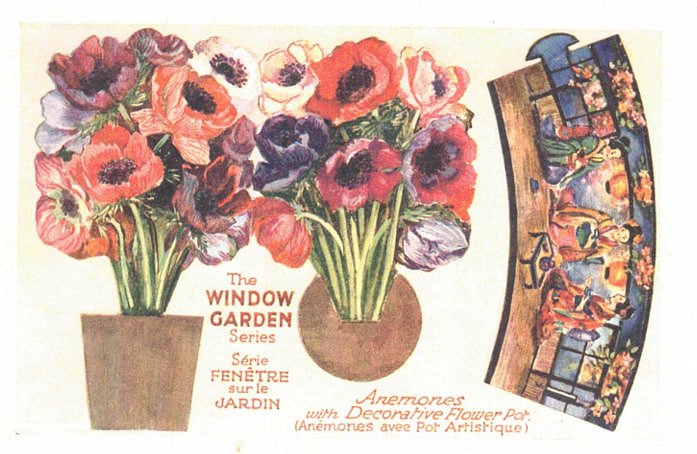 The
WINDOW
GARDEN
Series
Série
FENÊTRE
sur le
JARDIN
Anemones
with Decorative Flower Pot.
(Anémones avec Pot Artistique)